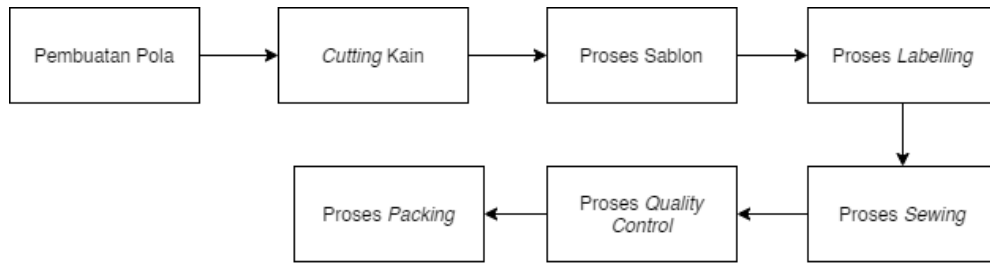 Pembuatan Pola
Cutting Kain
Proses Sablon
Proses Labelling
Proses Sewing
Proses Quality
Control
Proses Packing